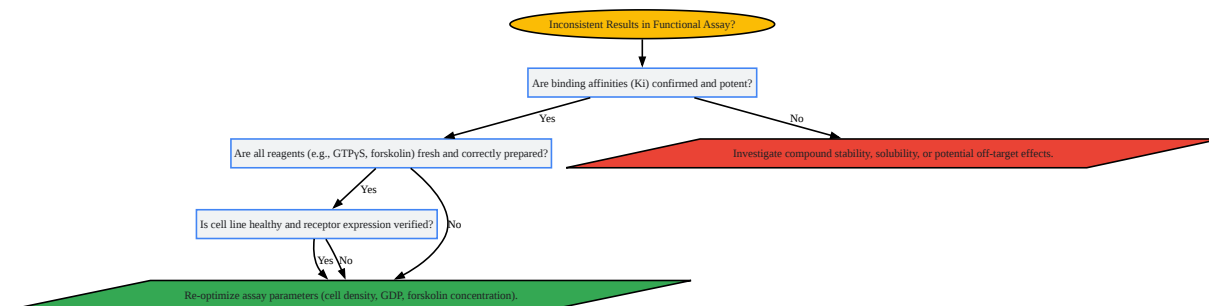 Inconsistent Results in Functional Assay?
Are binding affinities (Ki) confirmed and potent?
Yes
No
Are all reagents (e.g., GTPγS, forskolin) fresh and correctly prepared?
Investigate compound stability, solubility, or potential off-target effects.
Yes
Is cell line healthy and receptor expression verified?
No
Yes
No
Re-optimize assay parameters (cell density, GDP, forskolin concentration).